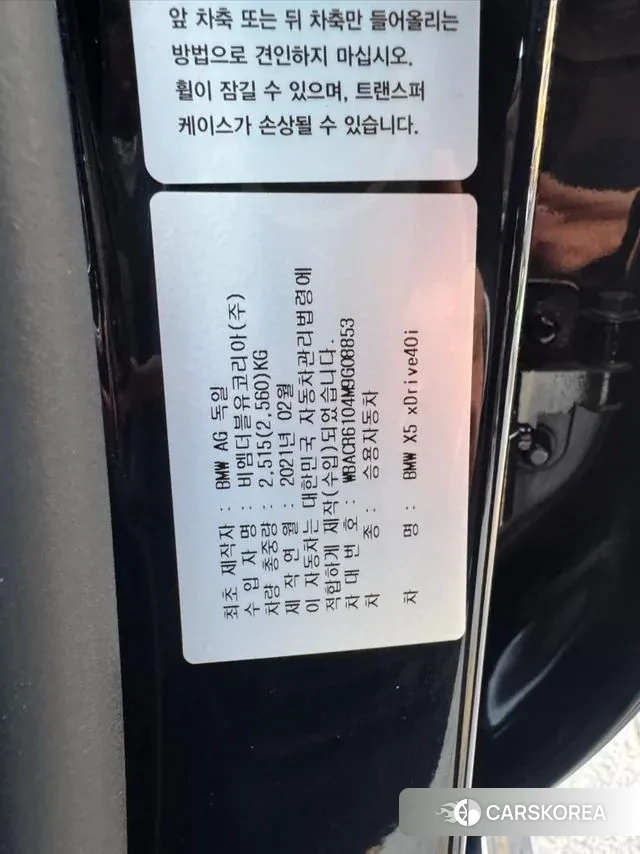 앞 차축 또는 뒤 차축만 들어올리는
방법으로 견인하지 마십시오.
휠이 잠길 수 있으며, 트랜스퍼
케이스가 손상될 수 있습니다.
최초 제작자 : BMW AG 독일
수 입 자 명 : 비엠더블유코리아(주)
차량 총중량 : 2,515(2,560)KG
제 작 연 월 : 2021년 02월
이 자동차는 대한민국 자동차관리법령에
적합하게 제작(수입)되었습니다.
차 대 번 호 : WBACR6104M9G08853
차 종 : 승용자동차
차 명 : BMW X5 xDrive40i
CARSKOREA